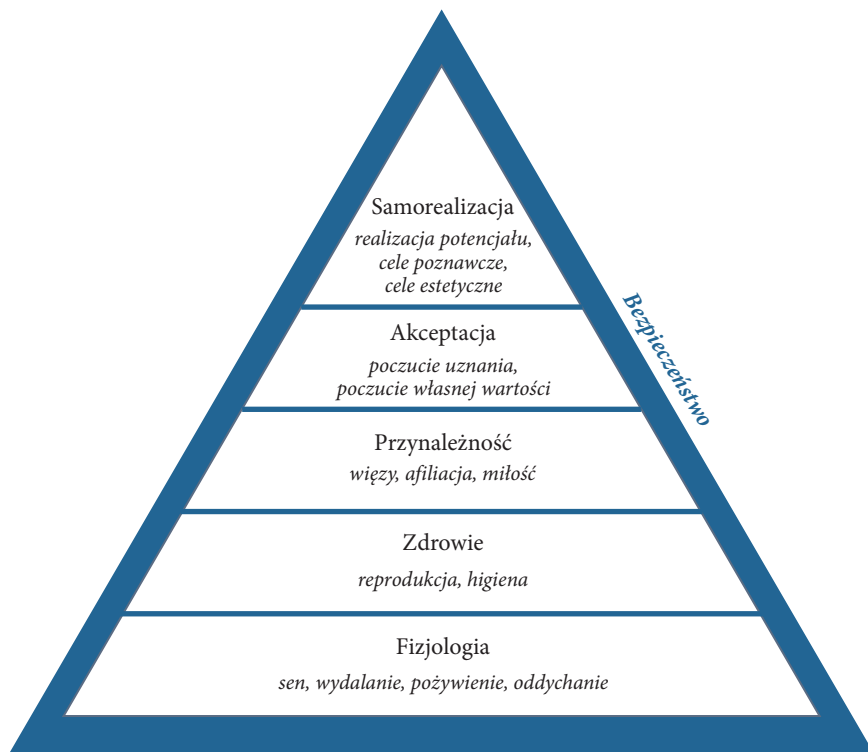 Samorealizacja
realizacja potencjału,
cele poznawcze,
cele estetyczne
Bezpieczeństwo
Akceptacja
poczucie uznania,
poczucie własnej wartości
Przynależność
więzy, afiliacja, miłość
Zdrowie
reprodukcja, higiena
Fizjologia
sen, wydalanie, pożywienie, oddychanie